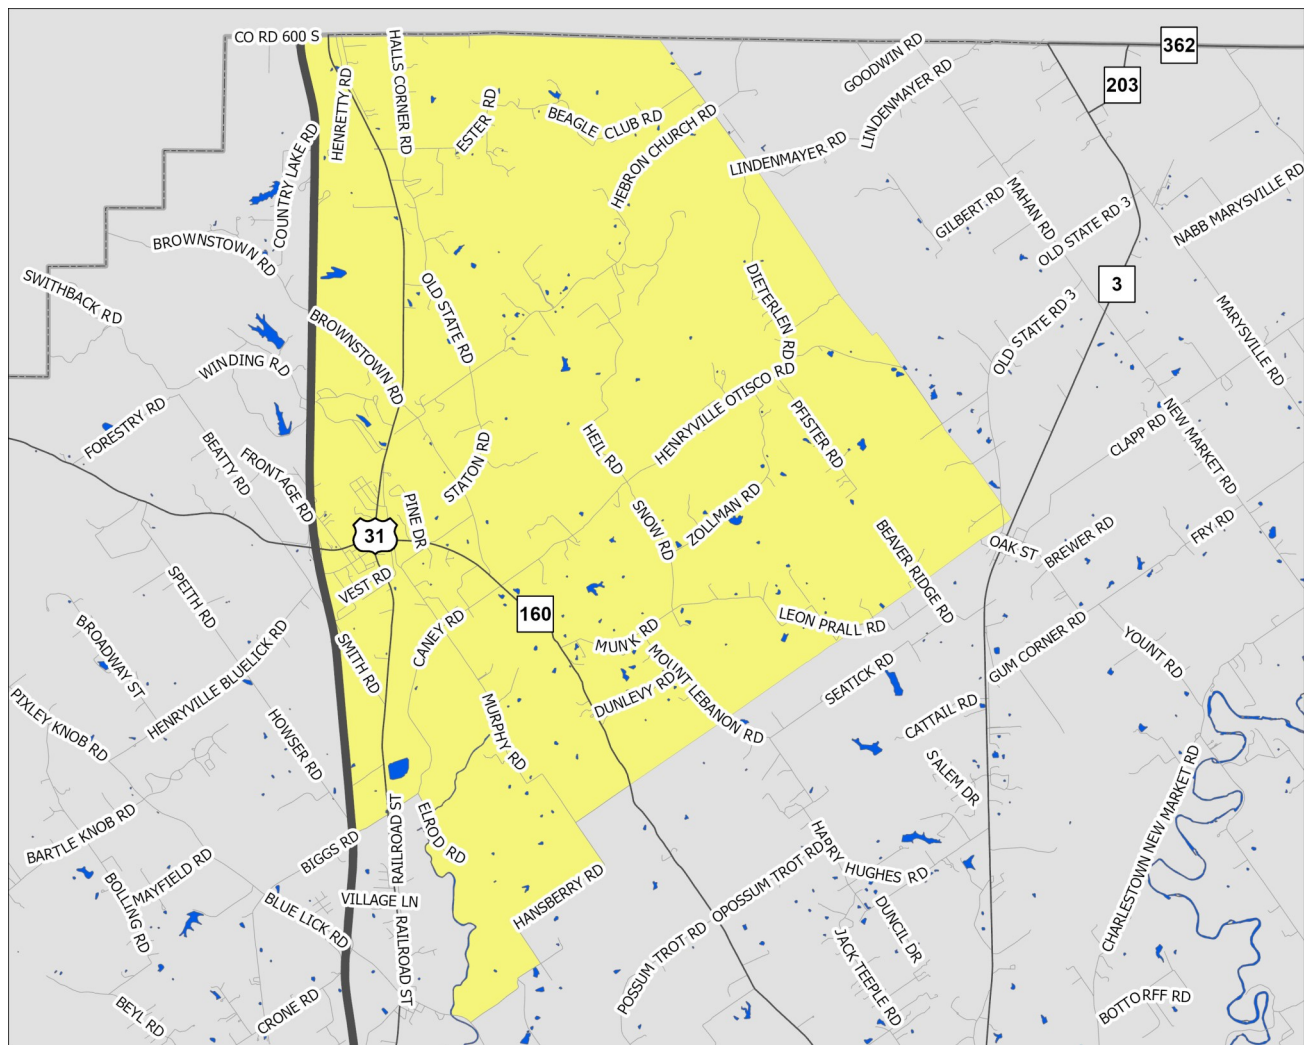 CO RD 600 S
HALLS CORNER RD
HENRETTY RD
GOODWIN RD
362
203
LINDENMAYER RD
ESTER RD
BEAGLE CLUB RD
HEBRON CHURCH RD
LINDENMAYER RD
COUNTRY LAKE RD
BROWNSTOWN RD
MAHAN RD
GILBERT RD
OLD STATE RD 3
NABB MARYSVILLE RD
SWITHBACK RD
OLD STATE RD
DIETERLEN RD
3
OLD STATE RD 3
MARYSVILLE RD
BROWNSTOWN RD
WINDING RD
FORESTRY RD
BEATTY RD
FRONTAGE RD
STATON RD
HEIL RD
HENRYVILLE OTISCO RD
PFISTER RD
CLAPP RD
NEW MARKET RD
31
PINE DR
SNOW RD
ZOLLMAN RD
BEAVER RIDGE RD
OAK ST
BREWER RD
FRY RD
VEST RD
160
SPEITH RD
BROADWAY ST
HENRYVILLE BLUELICK RD
SMITH RD
CANEY RD
MUNK RD
LEON PRALL RD
GUM CORNER RD
YOUNT RD
MOUNT LEBANON RD
DUNLEVY RD
SEATICK RD
CATTAIL RD
PIXLEY KNOB RD
HOWSER RD
MURPHY RD
SALEM DR
CHARLESTOWN NEW MARKET RD
BARTLE KNOB RD
BIGGS RD
RAILROAD ST
ELROD RD
HARRY HUGHES RD
OPOSSUM TROT RD
MAYFIELD RD
BOLLING RD
BLUE LICK RD
VILLAGE LN
HANSBERRY RD
DUNCIL DR
RAILROAD ST
POSSUM TROT RD
JACK TEEPLE RD
BEYL RD
CRONE RD
BOTTORFF RD